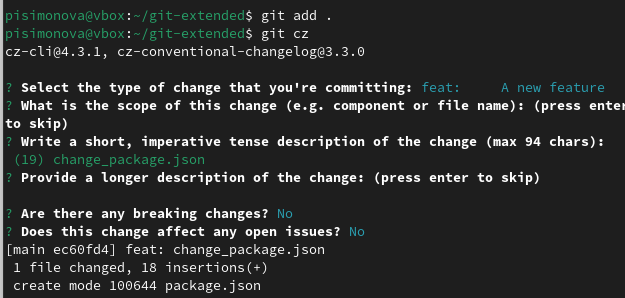 pisimonova@vbox:~/git-extended$ git add .
pisimonova@vbox:~/git-extended$ git cz
cz-cli@4.3.1, cz-conventional-changelog@3.3.0
? Select the type of change that you're committing: feat:     A new feature
? What is the scope of this change (e.g. component or file name): (press enter
to skip)
? Write a short, imperative tense description of the change (max 94 chars):
(19) change_package.json
? Provide a longer description of the change: (press enter to skip)
? Are there any breaking changes? No
? Does this change affect any open issues? No
[main ec60fd4] feat: change_package.json
1 file changed, 18 insertions(+)
create mode 100644 package.json